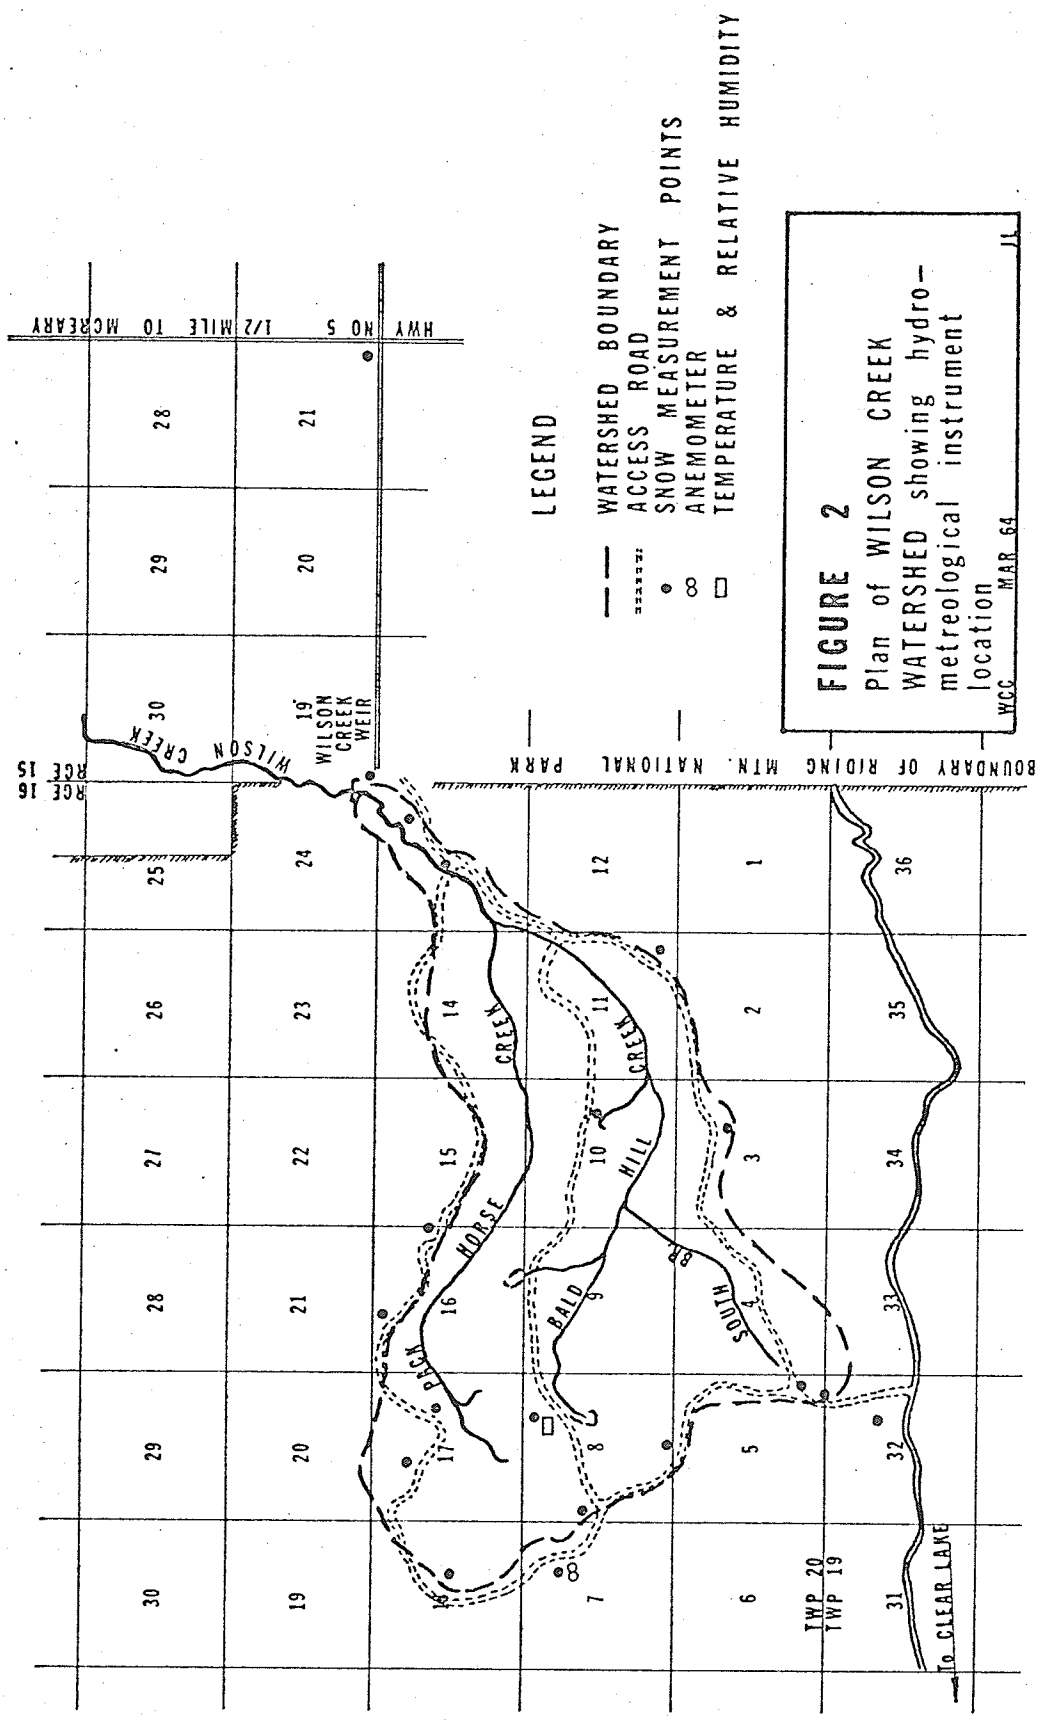 HWY NO 5 1/2 MILE TO MCREARY
RGE 16
RGE 15
BOUNDARY OF RIDING MTN. NATIONAL PARK
30
29
28
27
26
25
30
29
28
19
20
21
22
23
24
19
20
21
WILSON CREEK
WILSON
CREEK
WEIR
18
17
16
15
14
PACK HORSE CREEK
7
8
9
10
11
12
BALD HILL CREEK
SOUTH BR
6
5
4
3
2
1
TWP 20
TWP 19
31
32
33
34
35
36
To CLEAR LAKE
LEGEND
WATERSHED BOUNDARY
ACCESS ROAD
SNOW MEASUREMENT POINTS
8 ANEMOMETER
TEMPERATURE & RELATIVE HUMIDITY
FIGURE 2
Plan of WILSON CREEK
WATERSHED showing hydro-
metreological instrument
location
WCC MAR 64 JL